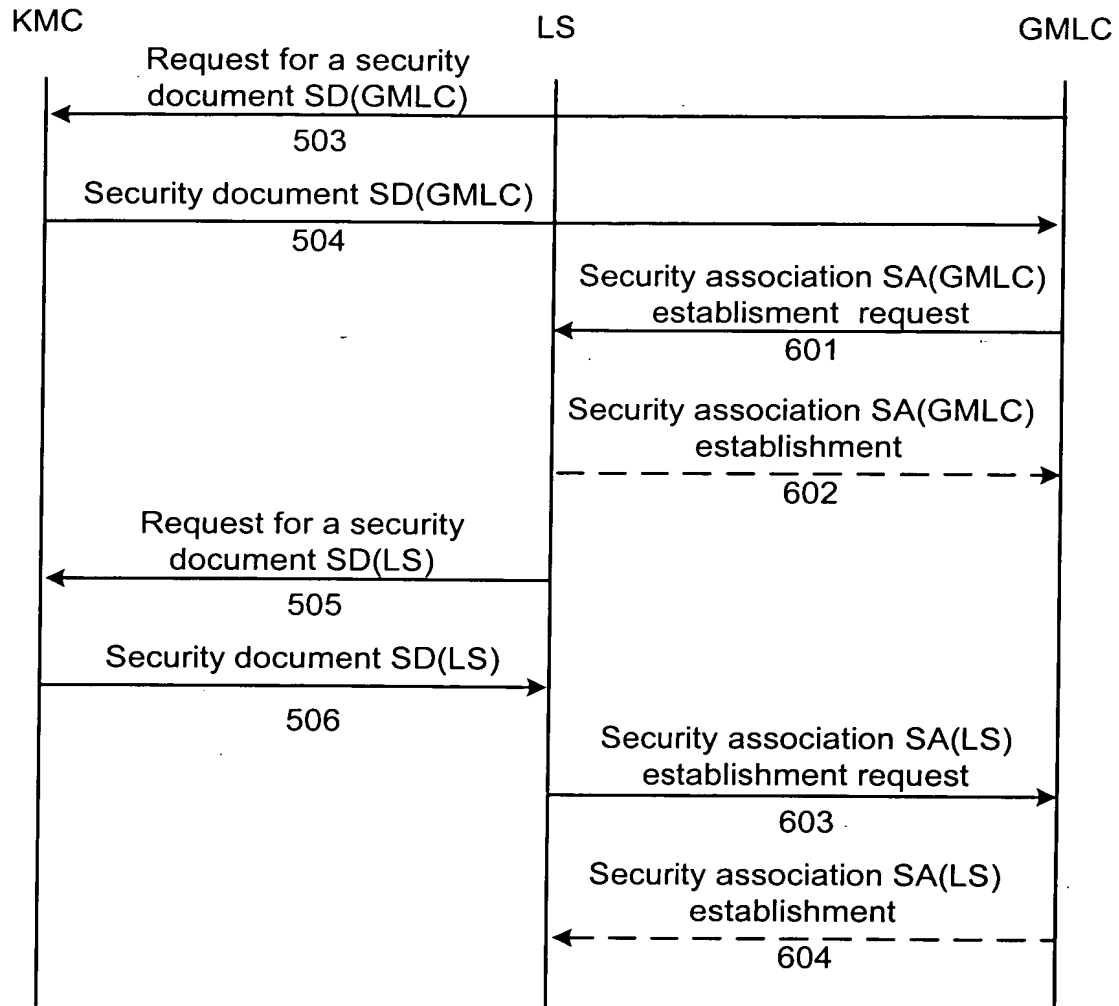 KMC
LS
GMLC
Request for a security
document SD(GMLC)
503
Security document SD(GMLC)
504
Security association SA(GMLC)
establisment request
601
Security association SA(GMLC)
establishment
602
Request for a security
document SD(LS)
505
Security document SD(LS)
506
Security association SA(LS)
establishment request
603
Security association SA(LS)
establishment
604